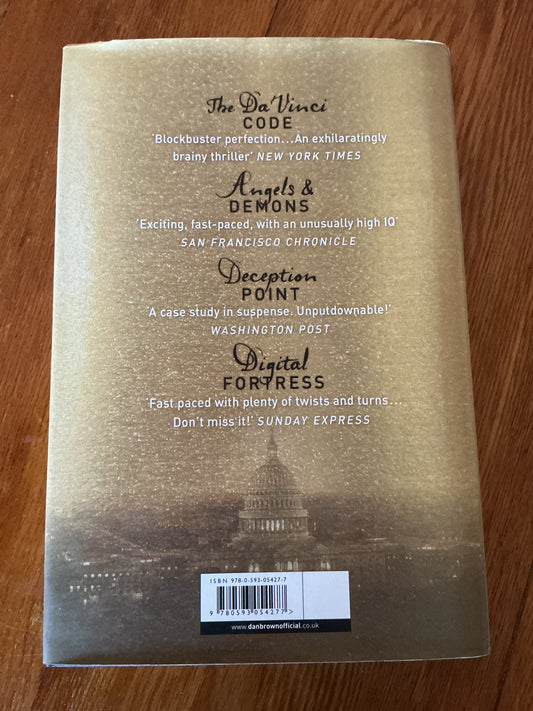 The Da Vinci
CODE
‘Blockbuster perfection...An exhilaratingly
brainy thriller’ NEW YORK TIMES
Angels &
DEMONS
‘Exciting, fast-paced, with an unusually high IQ’
SAN FRANCISCO CHRONICLE
Deception
POINT
‘A case study in suspense. Unputdownable!’
WASHINGTON POST
Digital
FORTRESS
‘Fast paced with plenty of twists and turns...
Don’t miss it!’ SUNDAY EXPRESS
ISBN 978-0-593-05427-7
9 780593 054277 >
www.danbrownofficial.co.uk